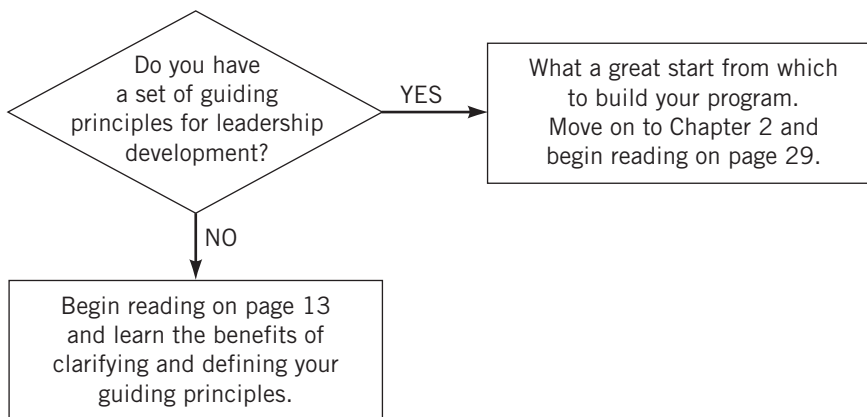 Do you have
a set of guiding
principles for leadership
development?
YES
What a great start from which
to build your program.
Move on to Chapter 2 and
begin reading on page 29.
NO
Begin reading on page 13
and learn the benefits of
clarifying and defining your
guiding principles.